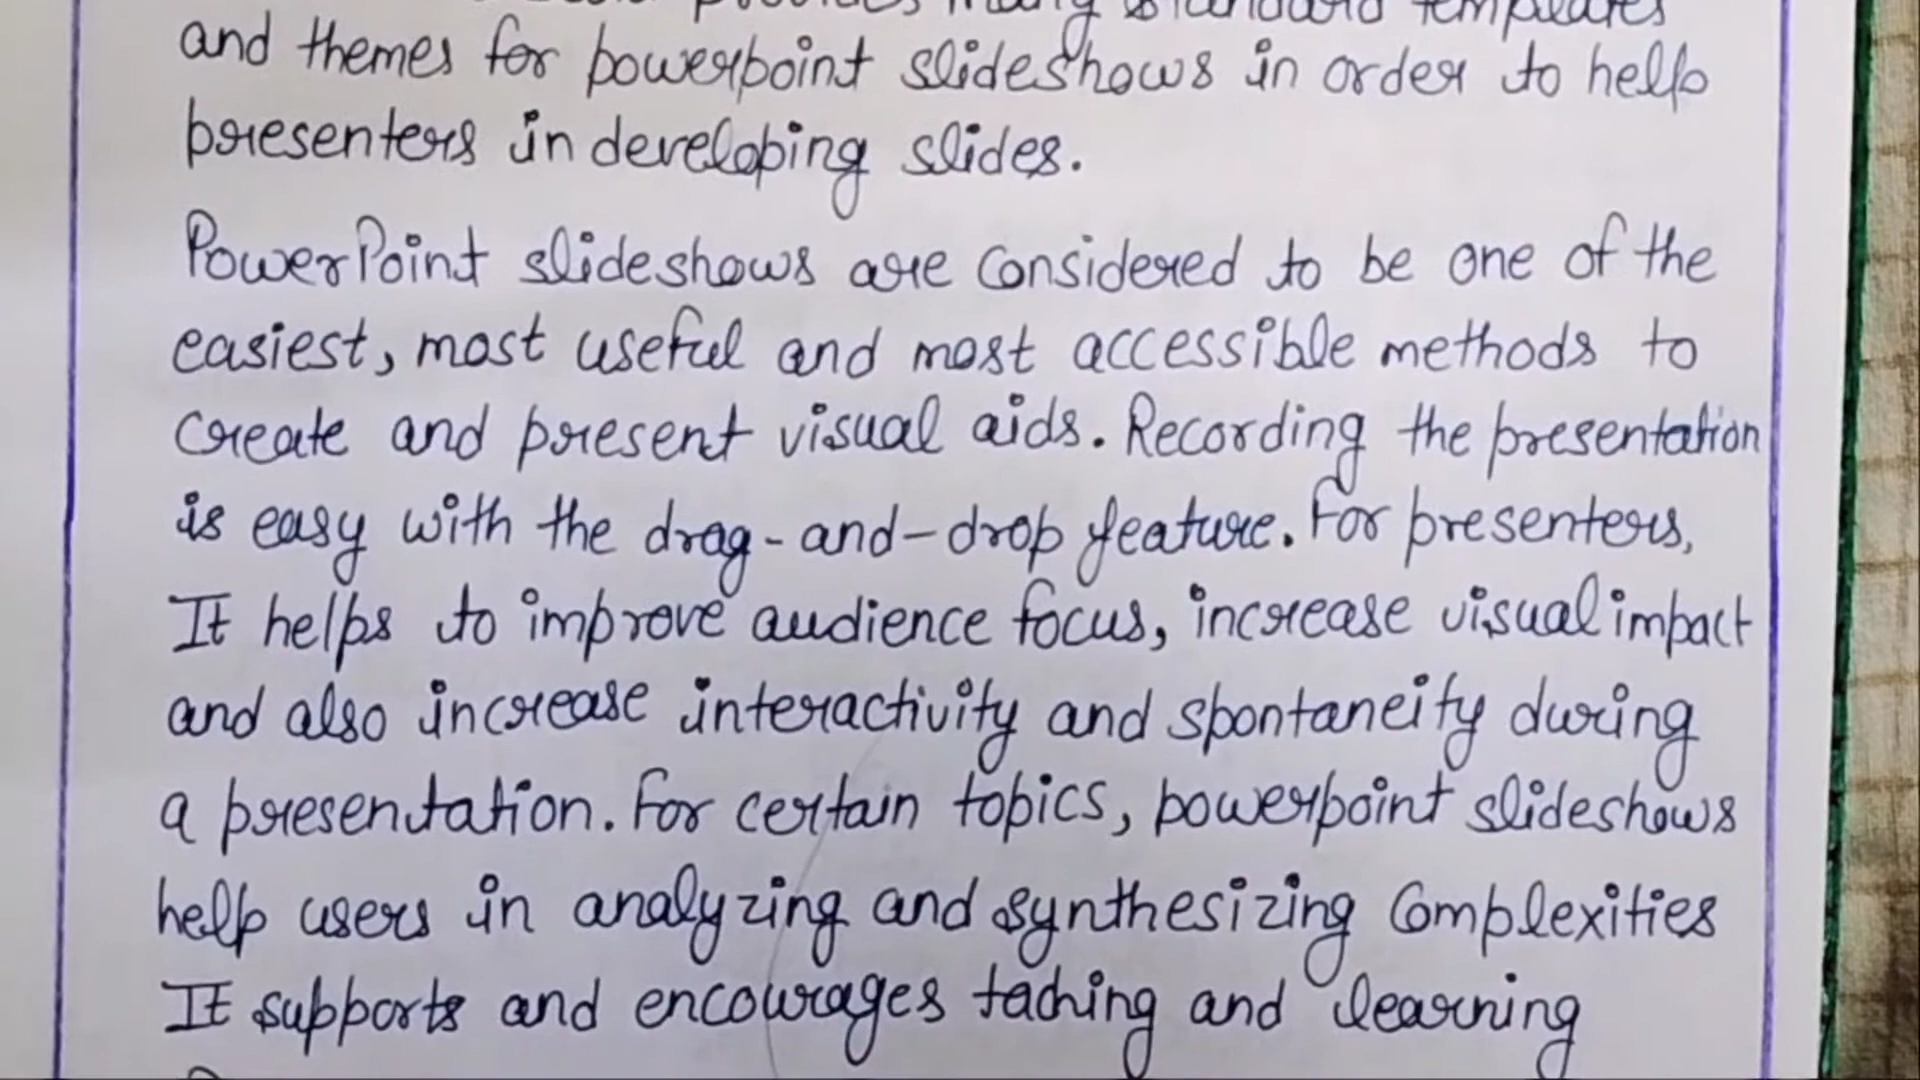 provides many standard templates
and themes for powerpoint slideshows in order to help
presenters in developing slides.
PowerPoint slideshows are Considered to be one of the
easiest, most useful and most accessible methods to
create and present visual aids. Recording the presentation
is easy with the drag-and-drop feature. For presenters,
It helps to improve audience focus, increase visual impact
and also increase interactivity and spontaneity during
a presentation. For certain topics, powerpoint slideshows
help users in analyzing and synthesizing Complexities
It supports and encourages taching and learning